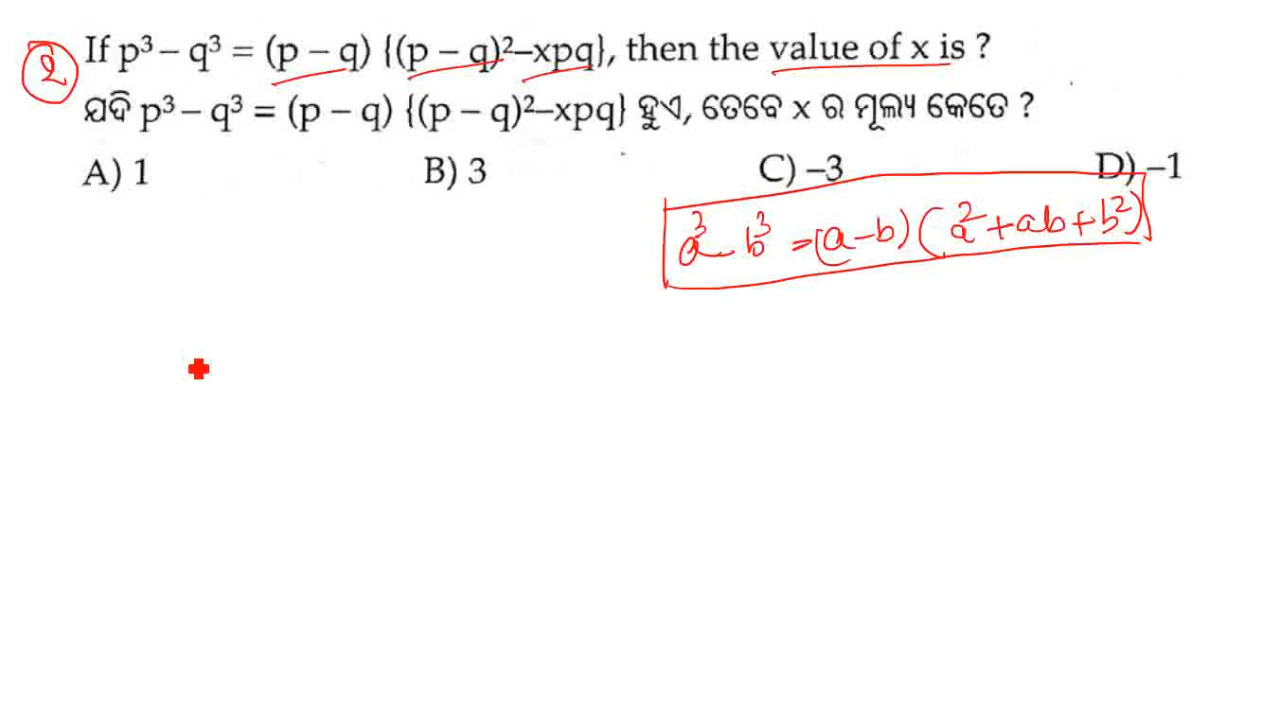 2 If p³ – q³ = (p – q) {(p – q)²–xpq}, then the value of x is ?
ଯଦି p³ – q³ = (p – q) {(p – q)²–xpq} ହୁଏ, ତେବେ x ର ମୂଲ୍ୟ କେତେ ?
A) 1 B) 3 C) –3 D) –1
a³ - b³ = (a-b) (a²+ab+b²)